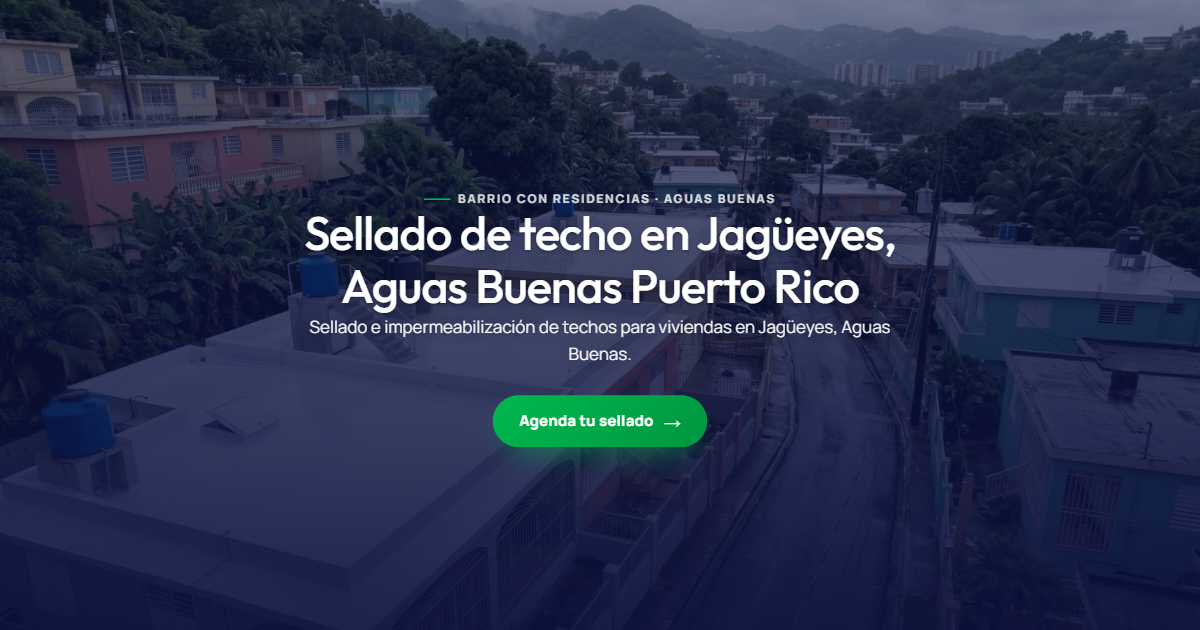 BARRIO CON RESIDENCIAS · AGUAS BUENAS
Sellado de techo en Jagüeyes,
Aguas Buenas Puerto Rico
Sellado e impermeabilización de techos para viviendas en Jagüeyes, Aguas
Buenas.
Agenda tu sellado →